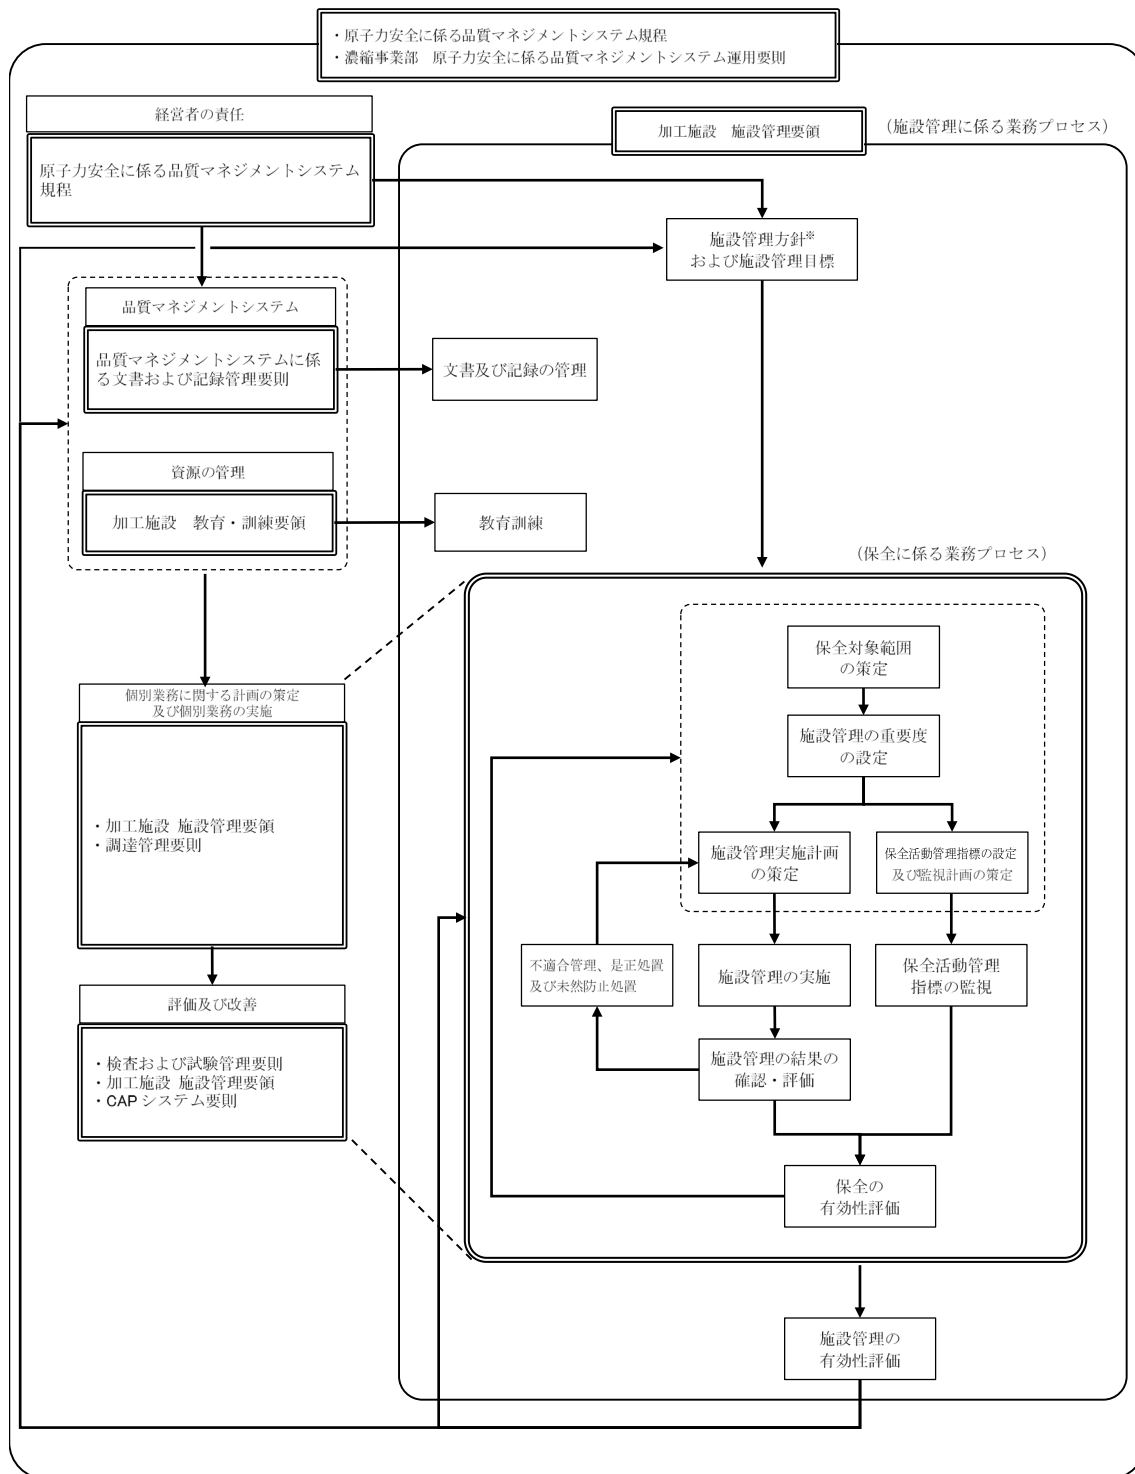 ・原子力安全に係る品質マネジメントシステム規程
・濃縮事業部　原子力安全に係る品質マネジメントシステム運用要則
経営者の責任
原子力安全に係る品質マネジメントシステム
規程
加工施設　施設管理要領
（施設管理に係る業務プロセス）
施設管理方針※
および施設管理目標
品質マネジメントシステム
品質マネジメントシステムに係
る文書および記録管理要則
文書及び記録の管理
資源の管理
加工施設　教育・訓練要領
教育訓練
（保全に係る業務プロセス）
保全対象範囲
の策定
施設管理の重要度
の設定
施設管理実施計画
の策定
保全活動管理指標の設定
及び監視計画の策定
個別業務に関する計画の策定
及び個別業務の実施
・加工施設 施設管理要領
・調達管理要則
不適合管理、是正処置
及び未然防止処置
施設管理の実施
保全活動管理
指標の監視
施設管理の結果の
確認・評価
評価及び改善
・検査および試験管理要則
・加工施設 施設管理要領
・CAP システム要則
保全の
有効性評価
施設管理の
有効性評価